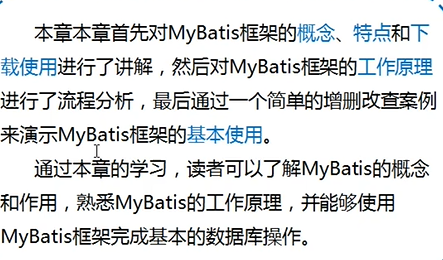 本章本章首先对MyBatis框架的概念、特点和下
载使用进行了讲解，然后对MyBatis框架的工作原理
进行了流程分析，最后通过一个简单的增删改查案例
来演示MyBatis框架的基本使用。
通过本章的学习，读者可以了解MyBatis的概念
和作用，熟悉MyBatis的工作原理，并能够使用
MyBatis框架完成基本的数据库操作。